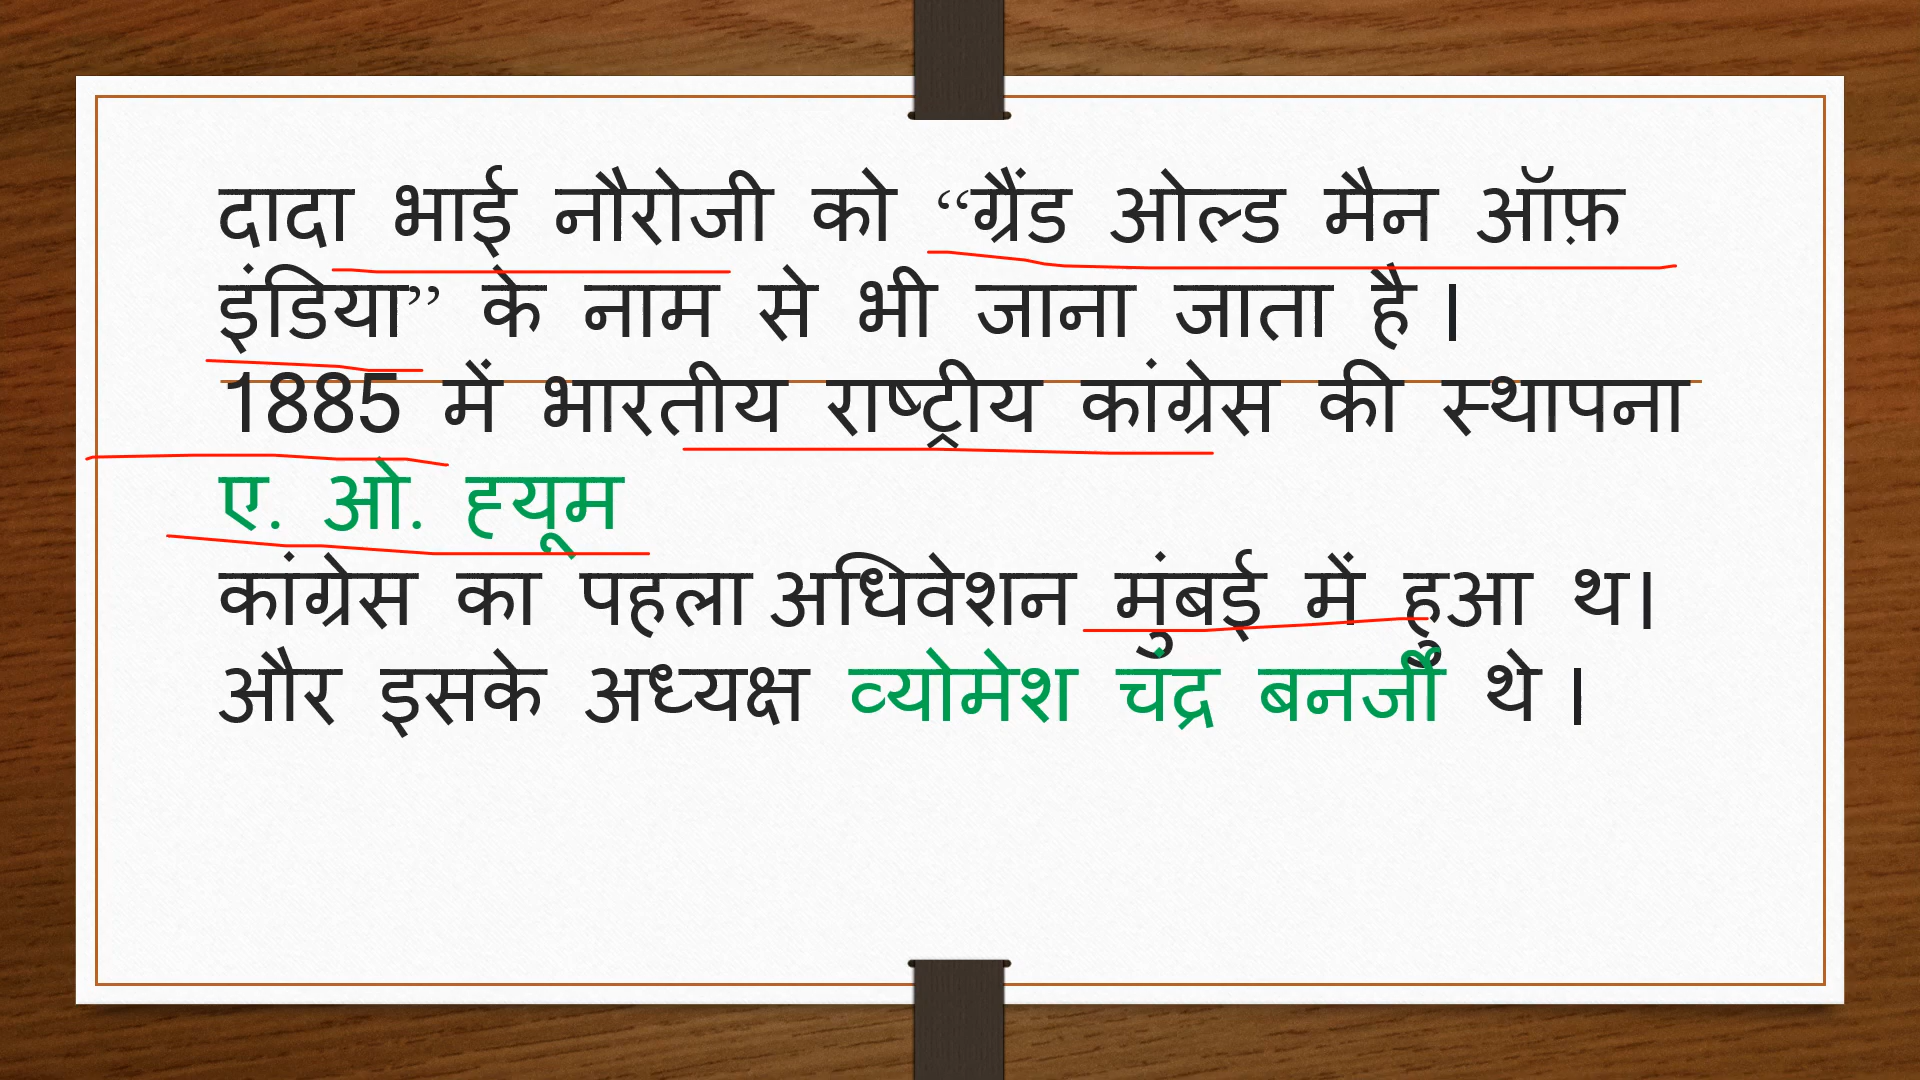 दादा भाई नौरोजी को “ग्रैंड ओल्ड मैन ऑफ़
इंडिया” के नाम से भी जाना जाता है ।
1885 में भारतीय राष्ट्रीय कांग्रेस की स्थापना
ए. ओ. ह्यूम
कांग्रेस का पहला अधिवेशन मुंबई में हुआ थ।
और इसके अध्यक्ष व्योमेश चंद्र बनर्जी थे ।